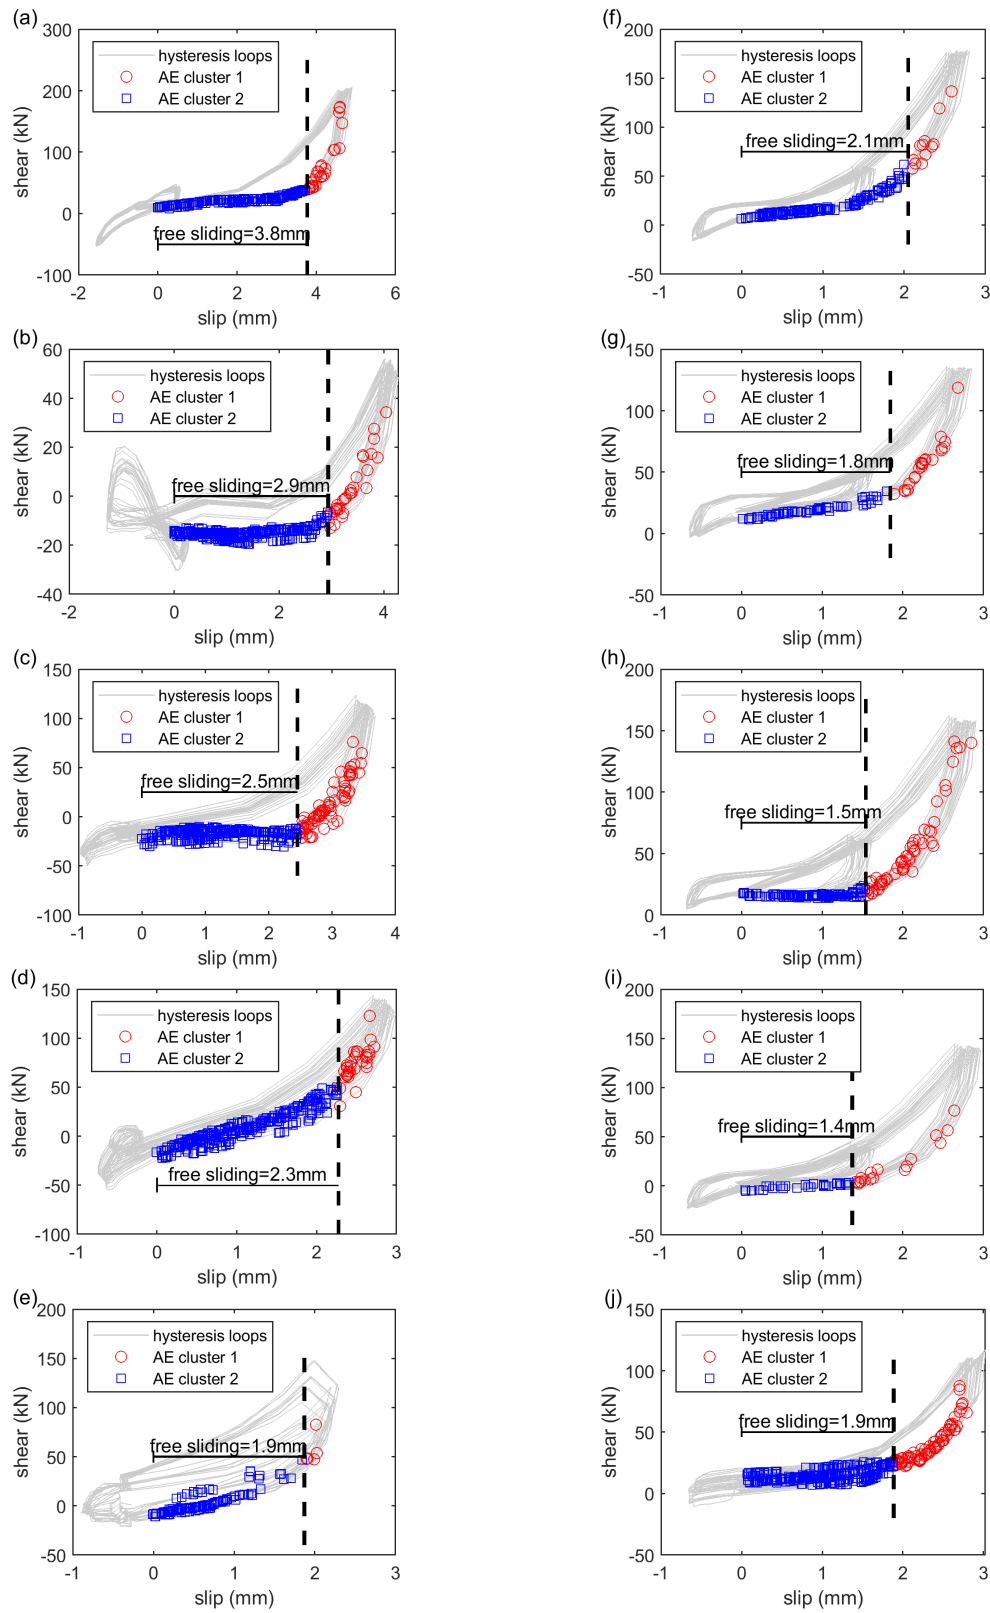 (a)
300
200
100
0
-100
shear (kN)
hysteresis loops
AE cluster 1
AE cluster 2
free sliding=3.8mm
-2 0 2 4 6
slip (mm)
(b)
60
40
20
0
-20
-40
shear (kN)
hysteresis loops
AE cluster 1
AE cluster 2
free sliding=2.9mm
-2 0 2 4
slip (mm)
(c)
150
100
50
0
-50
-100
shear (kN)
hysteresis loops
AE cluster 1
AE cluster 2
free sliding=2.5mm
-1 0 1 2 3 4
slip (mm)
(d)
150
100
50
0
-50
-100
shear (kN)
hysteresis loops
AE cluster 1
AE cluster 2
free sliding=2.3mm
-1 0 1 2 3
slip (mm)
(e)
200
150
100
50
0
-50
shear (kN)
hysteresis loops
AE cluster 1
AE cluster 2
free sliding=1.9mm
-1 0 1 2 3
slip (mm)
(f)
200
150
100
50
0
-50
shear (kN)
hysteresis loops
AE cluster 1
AE cluster 2
free sliding=2.1mm
-1 0 1 2 3
slip (mm)
(g)
150
100
50
0
-50
shear (kN)
hysteresis loops
AE cluster 1
AE cluster 2
free sliding=1.8mm
-1 0 1 2 3
slip (mm)
(h)
200
150
100
50
0
shear (kN)
hysteresis loops
AE cluster 1
AE cluster 2
free sliding=1.5mm
-1 0 1 2 3
slip (mm)
(i)
200
150
100
50
0
-50
shear (kN)
hysteresis loops
AE cluster 1
AE cluster 2
free sliding=1.4mm
-1 0 1 2 3
slip (mm)
(j)
150
100
50
0
-50
shear (kN)
hysteresis loops
AE cluster 1
AE cluster 2
free sliding=1.9mm
-1 0 1 2 3
slip (mm)